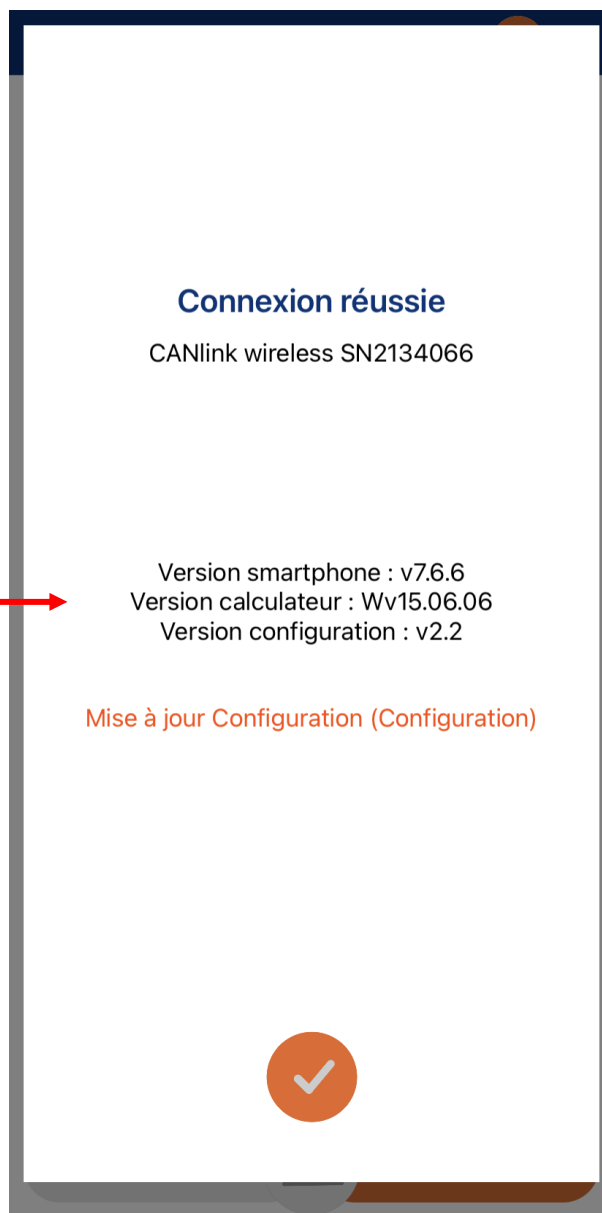 Connexion réussie
CANlink wireless SN2134066
Version smartphone : v7.6.6
Version calculateur : Wv15.06.06
Version configuration : v2.2
Mise à jour Configuration (Configuration)